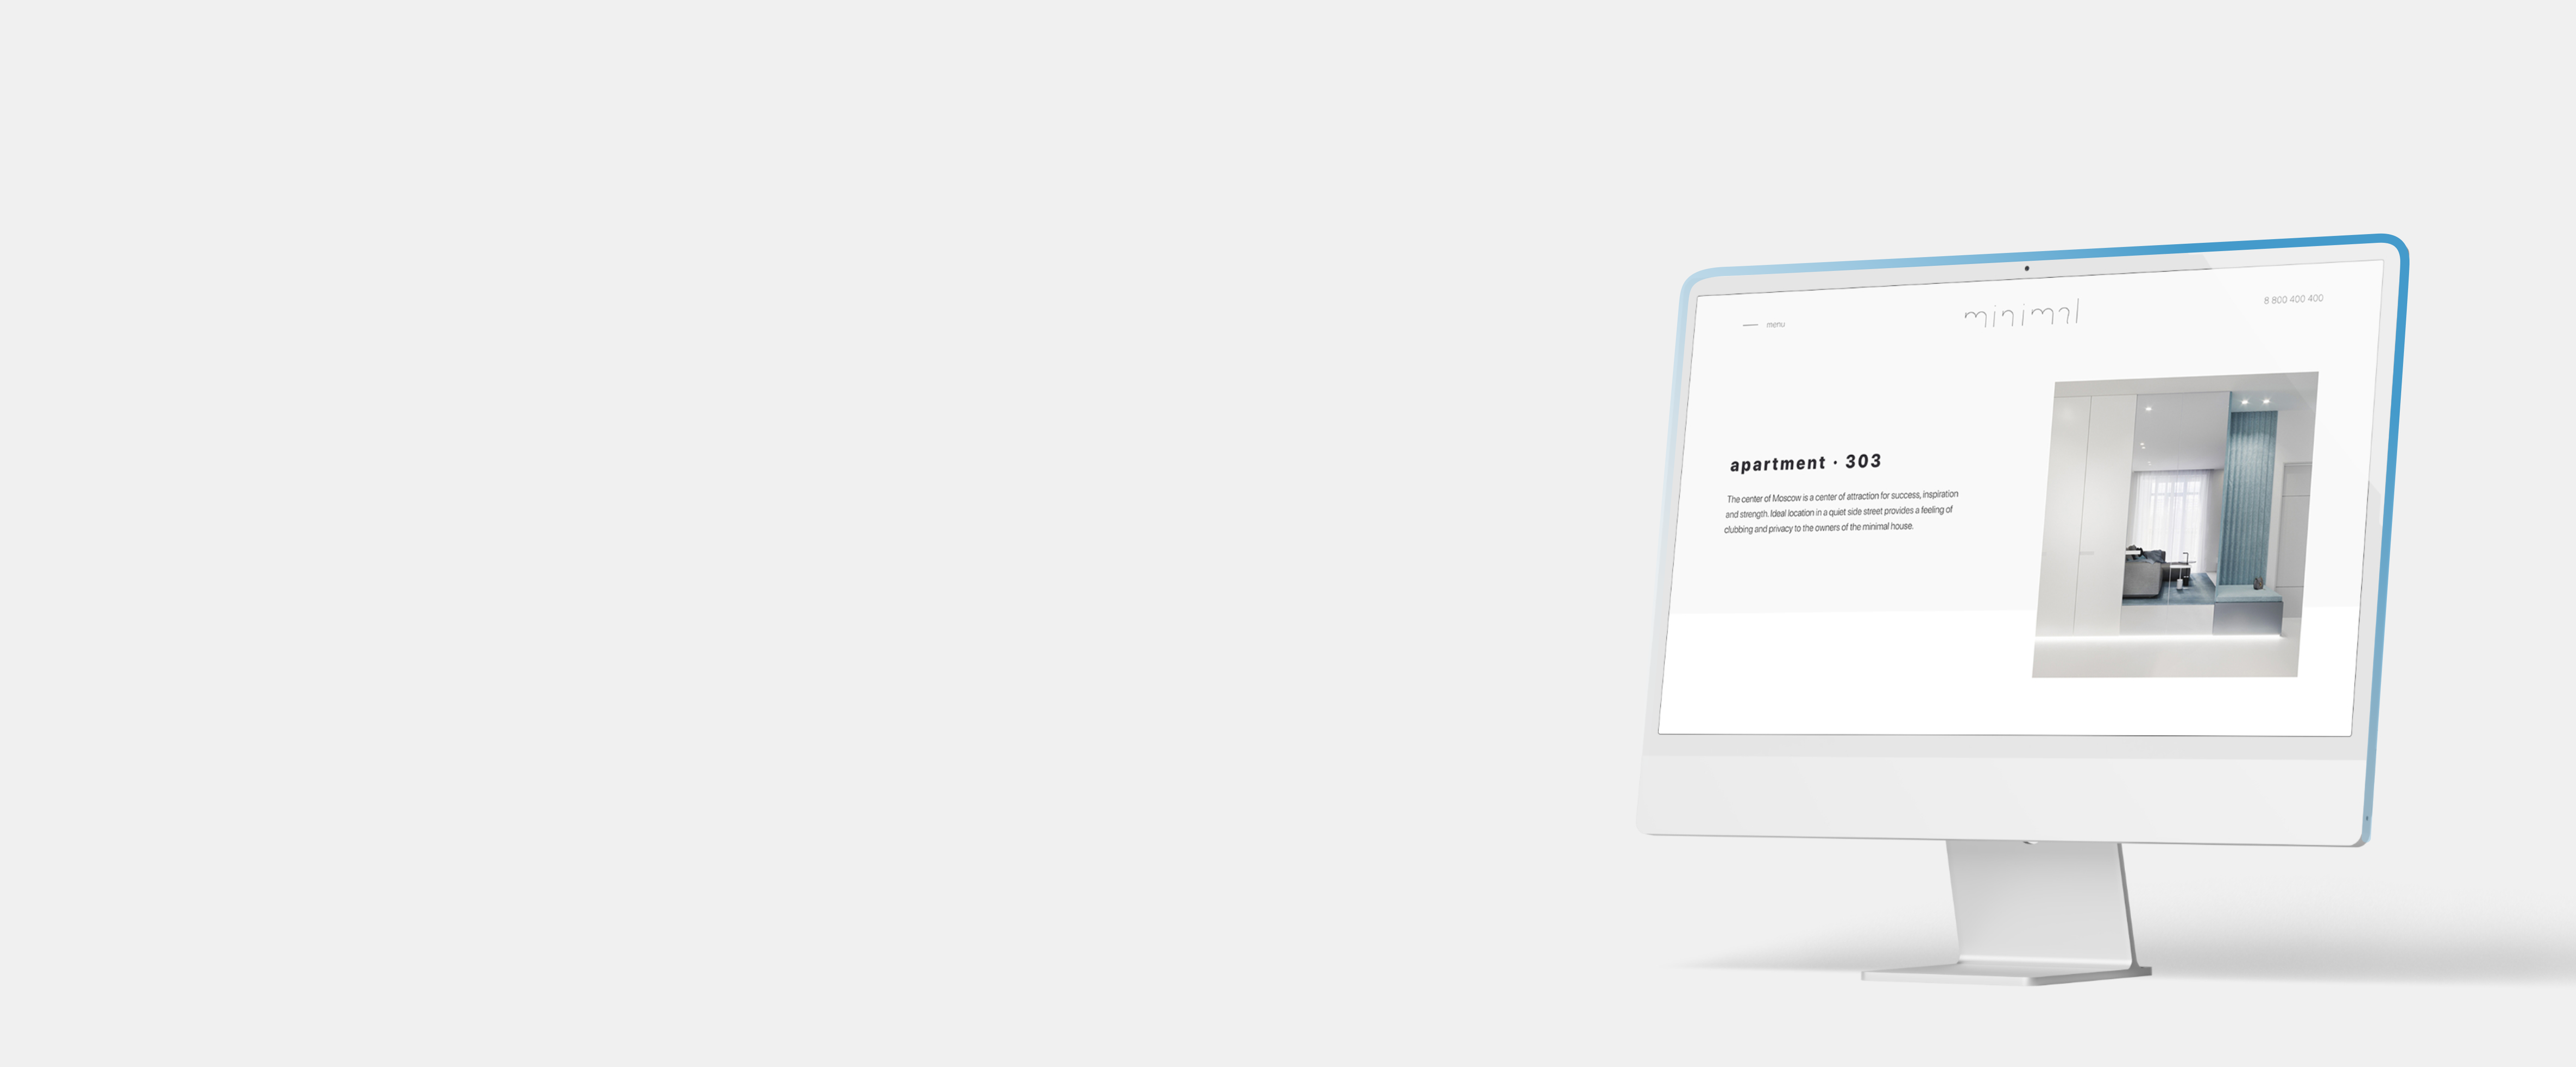 minimal
8 800 400 400
menu
apartment · 303
The center of Moscow is a center of attraction for success, inspiration
and strength. Ideal location in a quiet side street provides a feeling of
clubbing and privacy to the owners of the minimal house.